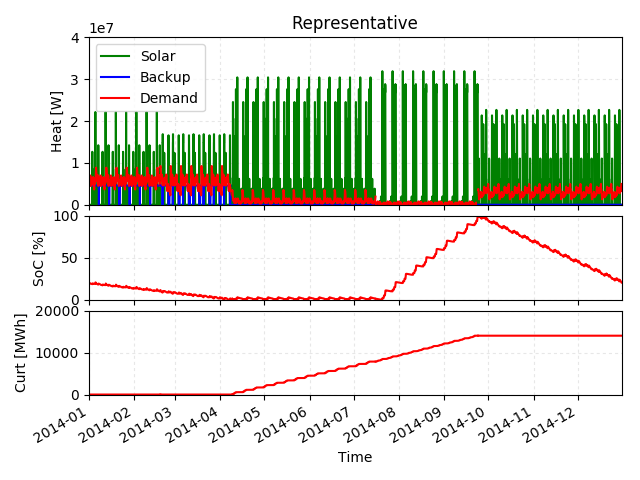 Representative
1e7
4
3
2
1
0
Heat [W]
Solar
Backup
Demand
100
50
0
SoC [%]
20000
10000
0
Curt [MWh]
2014-01
2014-02
2014-03
2014-04
2014-05
2014-06
2014-07
2014-08
2014-09
2014-10
2014-11
2014-12
Time